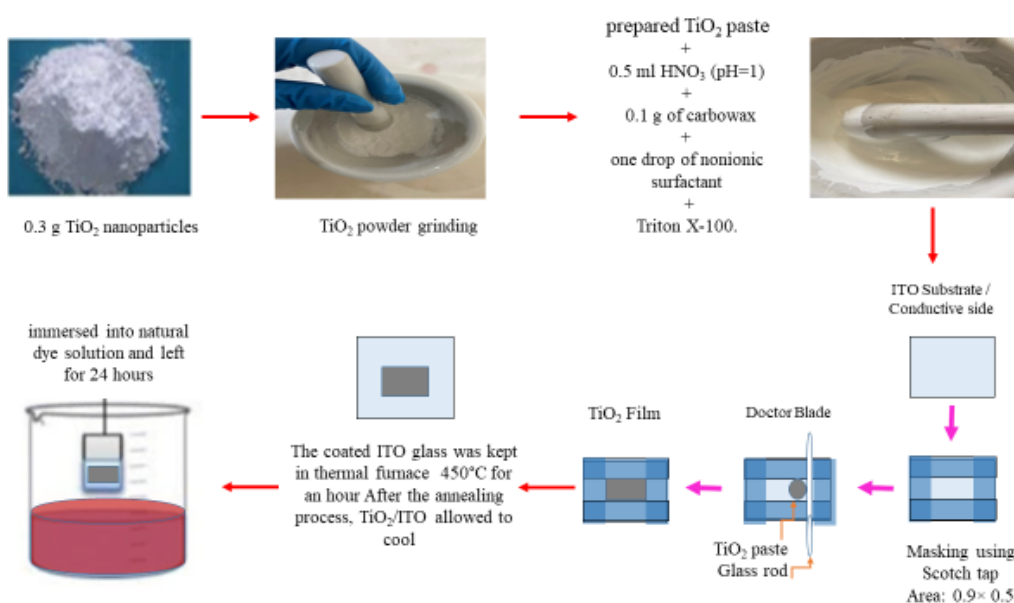 0.3 g TiO₂ nanoparticles
TiO₂ powder grinding
prepared TiO₂ paste
+
0.5 ml HNO₃ (pH=1)
+
0.1 g of carbowax
+
one drop of nonionic
surfactant
+
Triton X-100.
ITO Substrate /
Conductive side
Masking using
Scotch tap
Area: 0.9× 0.5
Doctor Blade
TiO₂ paste
Glass rod
TiO₂ Film
The coated ITO glass was kept
in thermal furnace 450°C for
an hour After the annealing
process, TiO₂/ITO allowed to
cool
immersed into natural
dye solution and left
for 24 hours